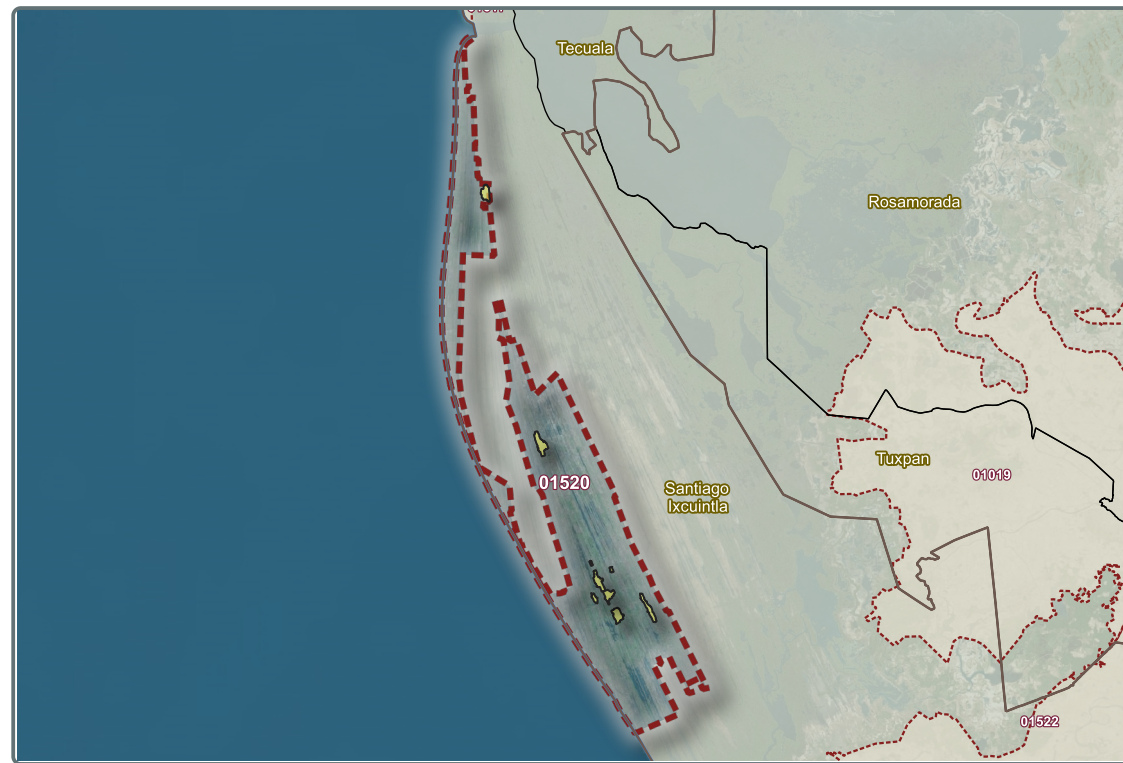 Tecuala
Rosamorada
Tuxpan
01019
01520
Santiago
Ixcuintla
01522